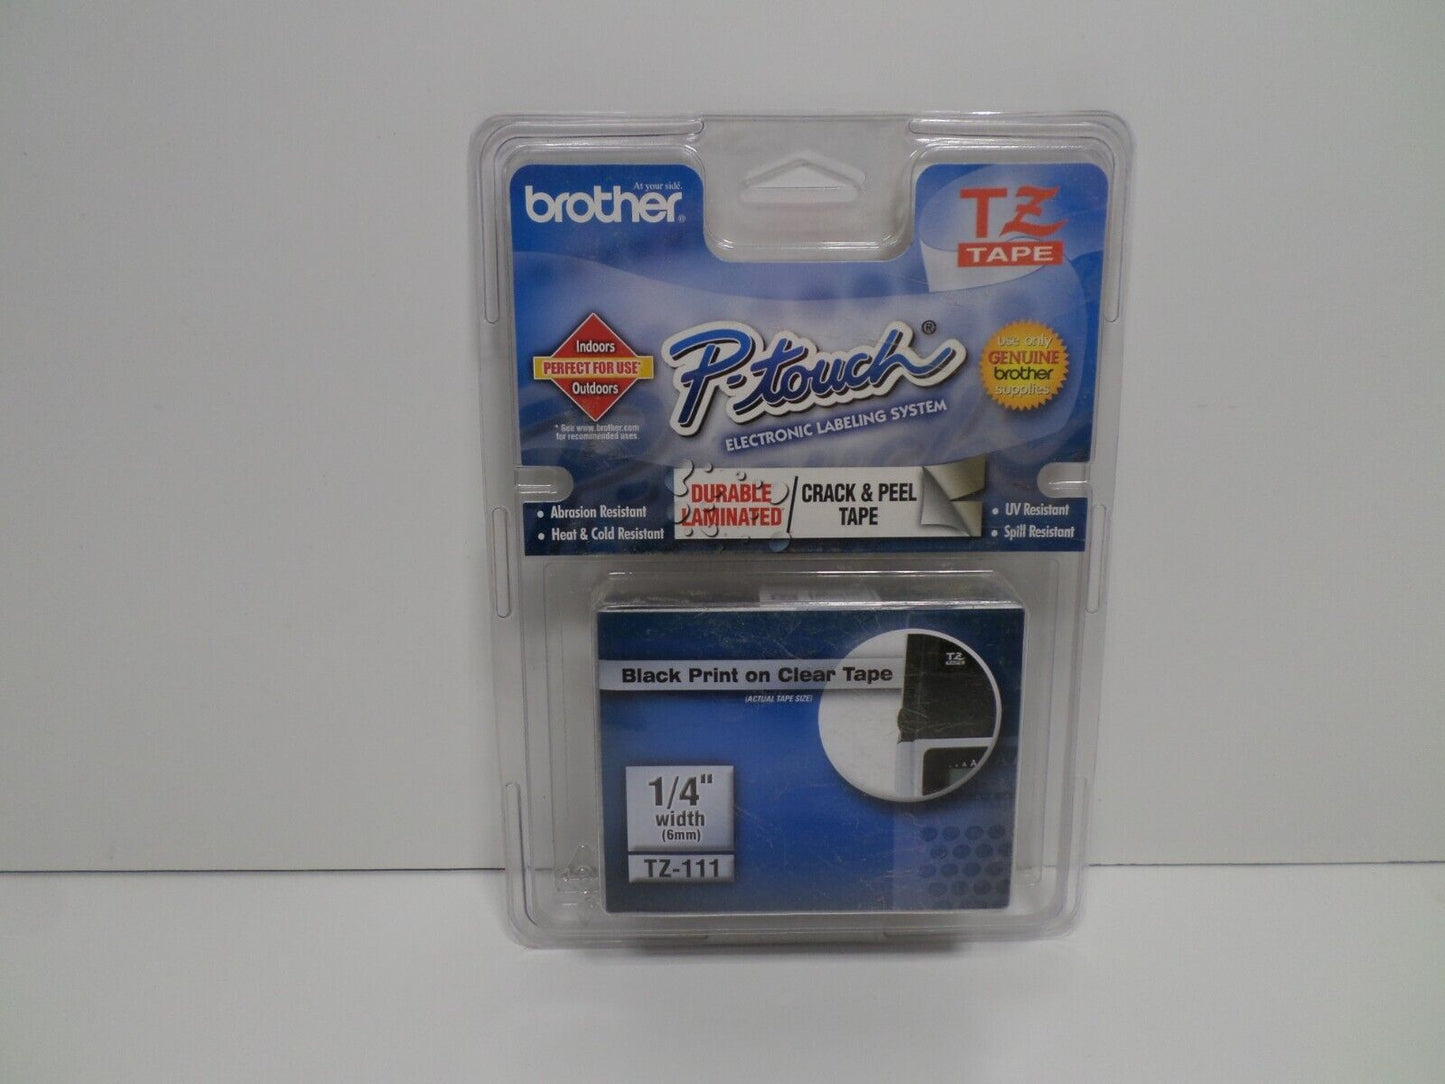 At your side.
brother®
TZ
TAPE
Indoors
PERFECT FOR USE*
Outdoors
* See www.brother.com
for recommended uses.
P-touch®
ELECTRONIC LABELING SYSTEM
use only
GENUINE
brother
supplies
• Abrasion Resistant
• Heat & Cold Resistant
DURABLE
LAMINATED
CRACK & PEEL
TAPE
• UV Resistant
• Spill Resistant
Black Print on Clear Tape
(ACTUAL TAPE SIZE)
TZ
TAPE
A
1/4"
width
(6mm)
TZ-111